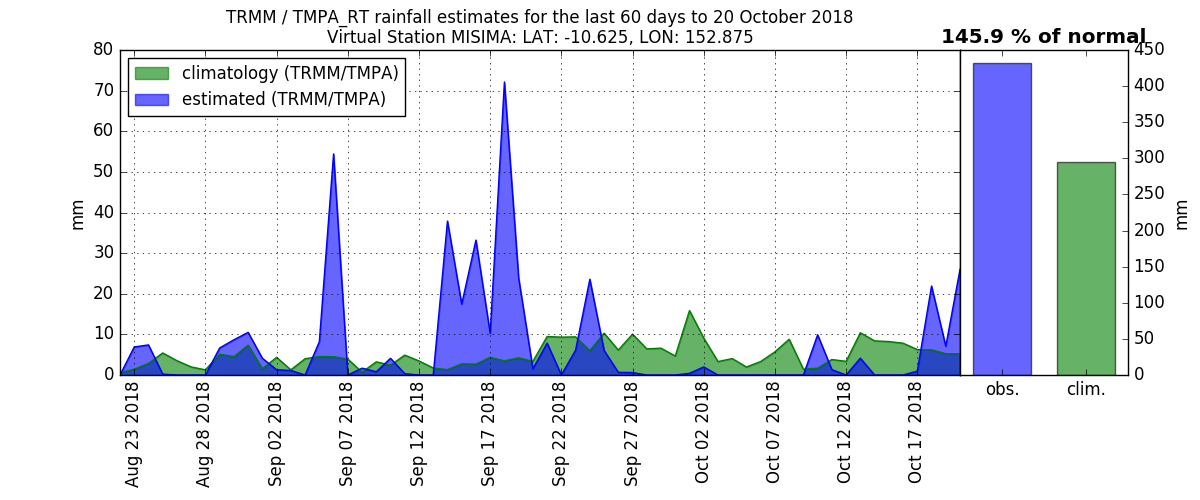 TRMM / TMPA_RT rainfall estimates for the last 60 days to 20 October 2018
Virtual Station MISIMA: LAT: -10.625, LON: 152.875
145.9 % of normal
climatology (TRMM/TMPA)
estimated (TRMM/TMPA)
mm
80
70
60
50
40
30
20
10
0
Aug 23 2018
Aug 28 2018
Sep 02 2018
Sep 07 2018
Sep 12 2018
Sep 17 2018
Sep 22 2018
Sep 27 2018
Oct 02 2018
Oct 07 2018
Oct 12 2018
Oct 17 2018
obs.
clim.
450
400
350
300
250
200
150
100
50
0
mm